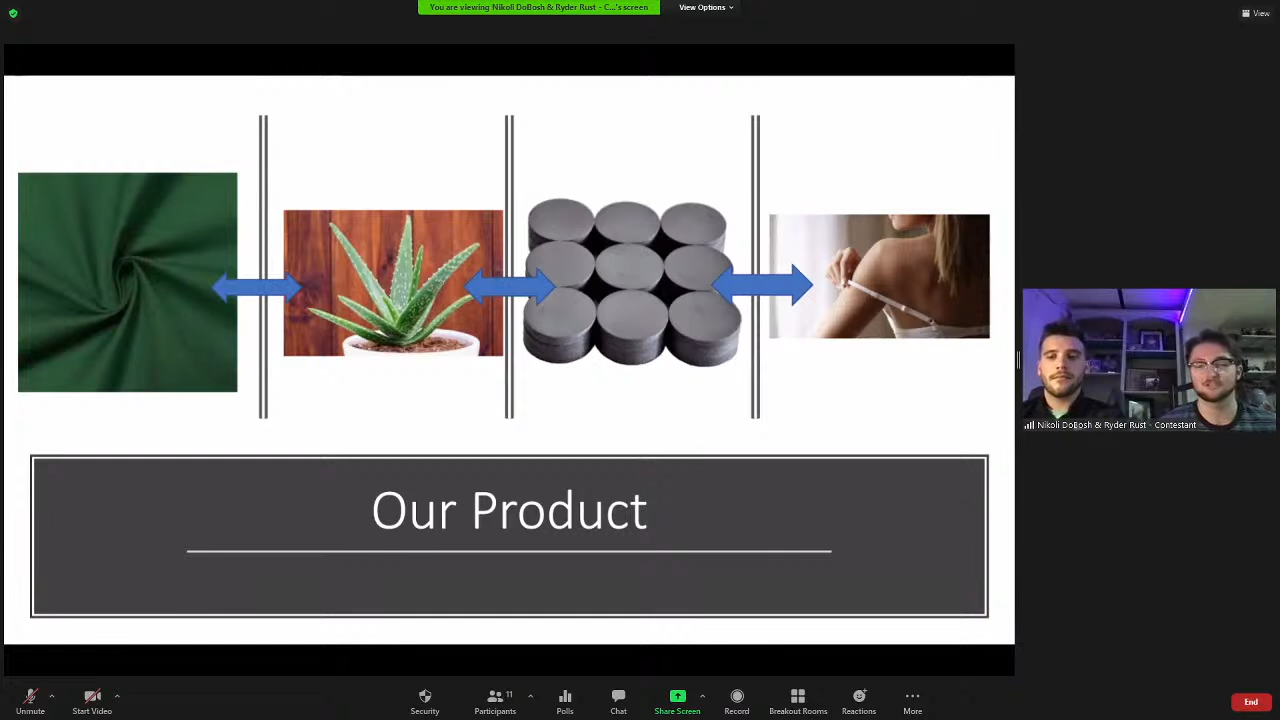 You are viewing Nikoli DoBosh & Ryder Rust - C...'s screen
View Options
View
Our Product
Nikoli DoBosh & Ryder Rust - Contestant
Unmute
Start Video
Security
11
Participants
Polls
Chat
Share Screen
Record
Breakout Rooms
Reactions
More
End